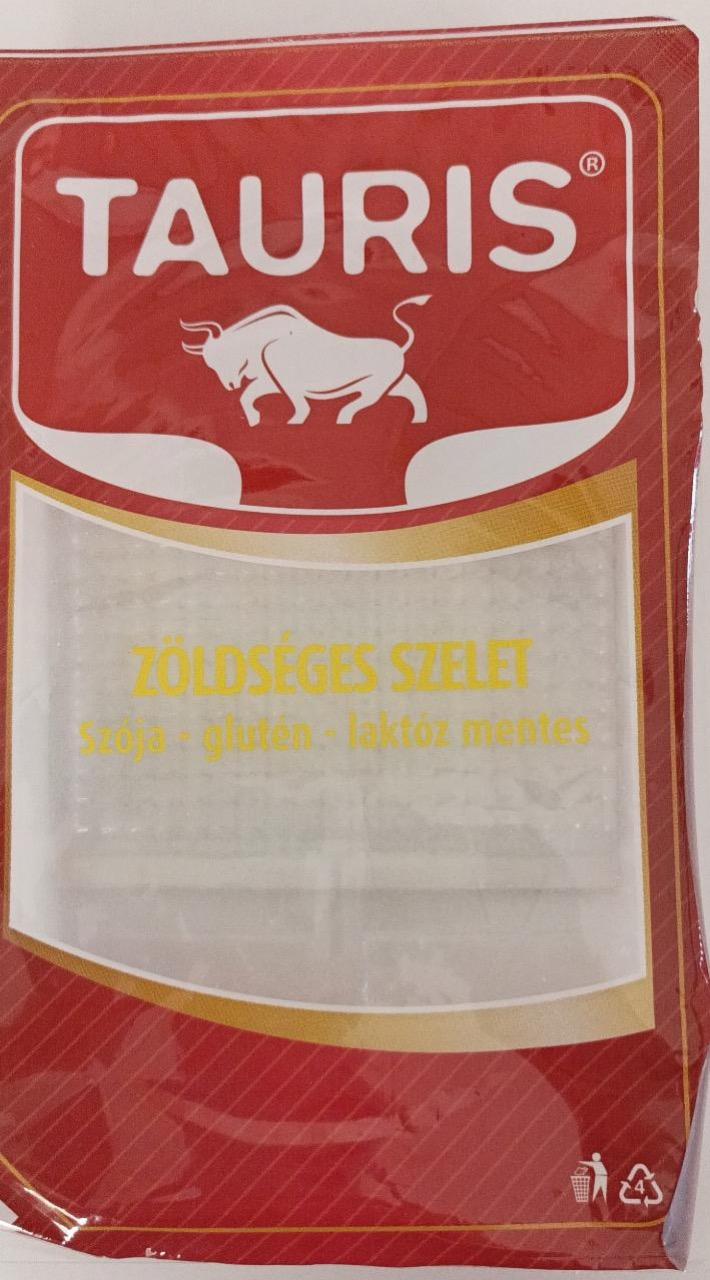 TAURIS®
ZÖLDSÉGES SZELET
Szója - glutén - laktóz mentes
4